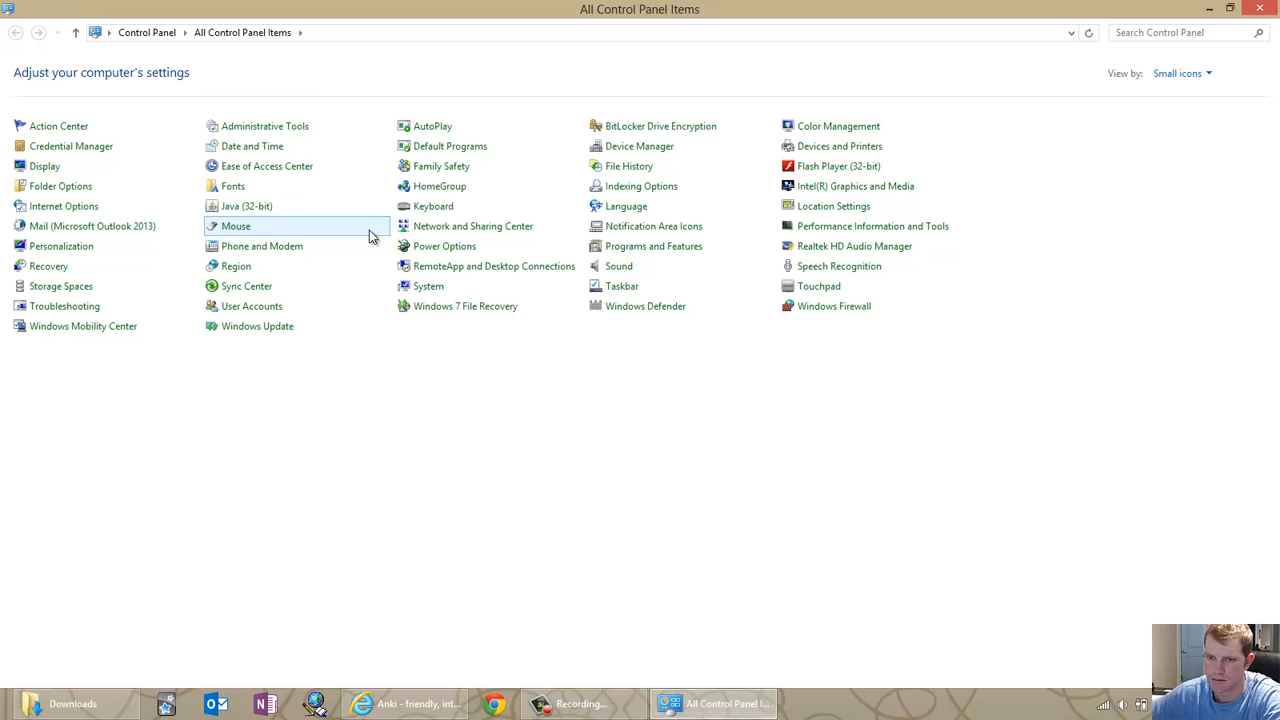 All Control Panel Items
Control Panel All Control Panel Items Search Control Panel
Adjust your computer's settings View by: Small icons
Action Center Administrative Tools AutoPlay BitLocker Drive Encryption Color Management
Credential Manager Date and Time Default Programs Device Manager Devices and Printers
Display Ease of Access Center Family Safety File History Flash Player (32-bit)
Folder Options Fonts HomeGroup Indexing Options Intel(R) Graphics and Media
Internet Options Java (32-bit) Keyboard Language Location Settings
Mail (Microsoft Outlook 2013) Mouse Network and Sharing Center Notification Area Icons Performance Information and Tools
Personalization Phone and Modem Power Options Programs and Features Realtek HD Audio Manager
Recovery Region RemoteApp and Desktop Connections Sound Speech Recognition
Storage Spaces Sync Center System Taskbar Touchpad
Troubleshooting User Accounts Windows 7 File Recovery Windows Defender Windows Firewall
Windows Mobility Center Windows Update
Downloads Anki - friendly, int... Recording... All Control Panel I...